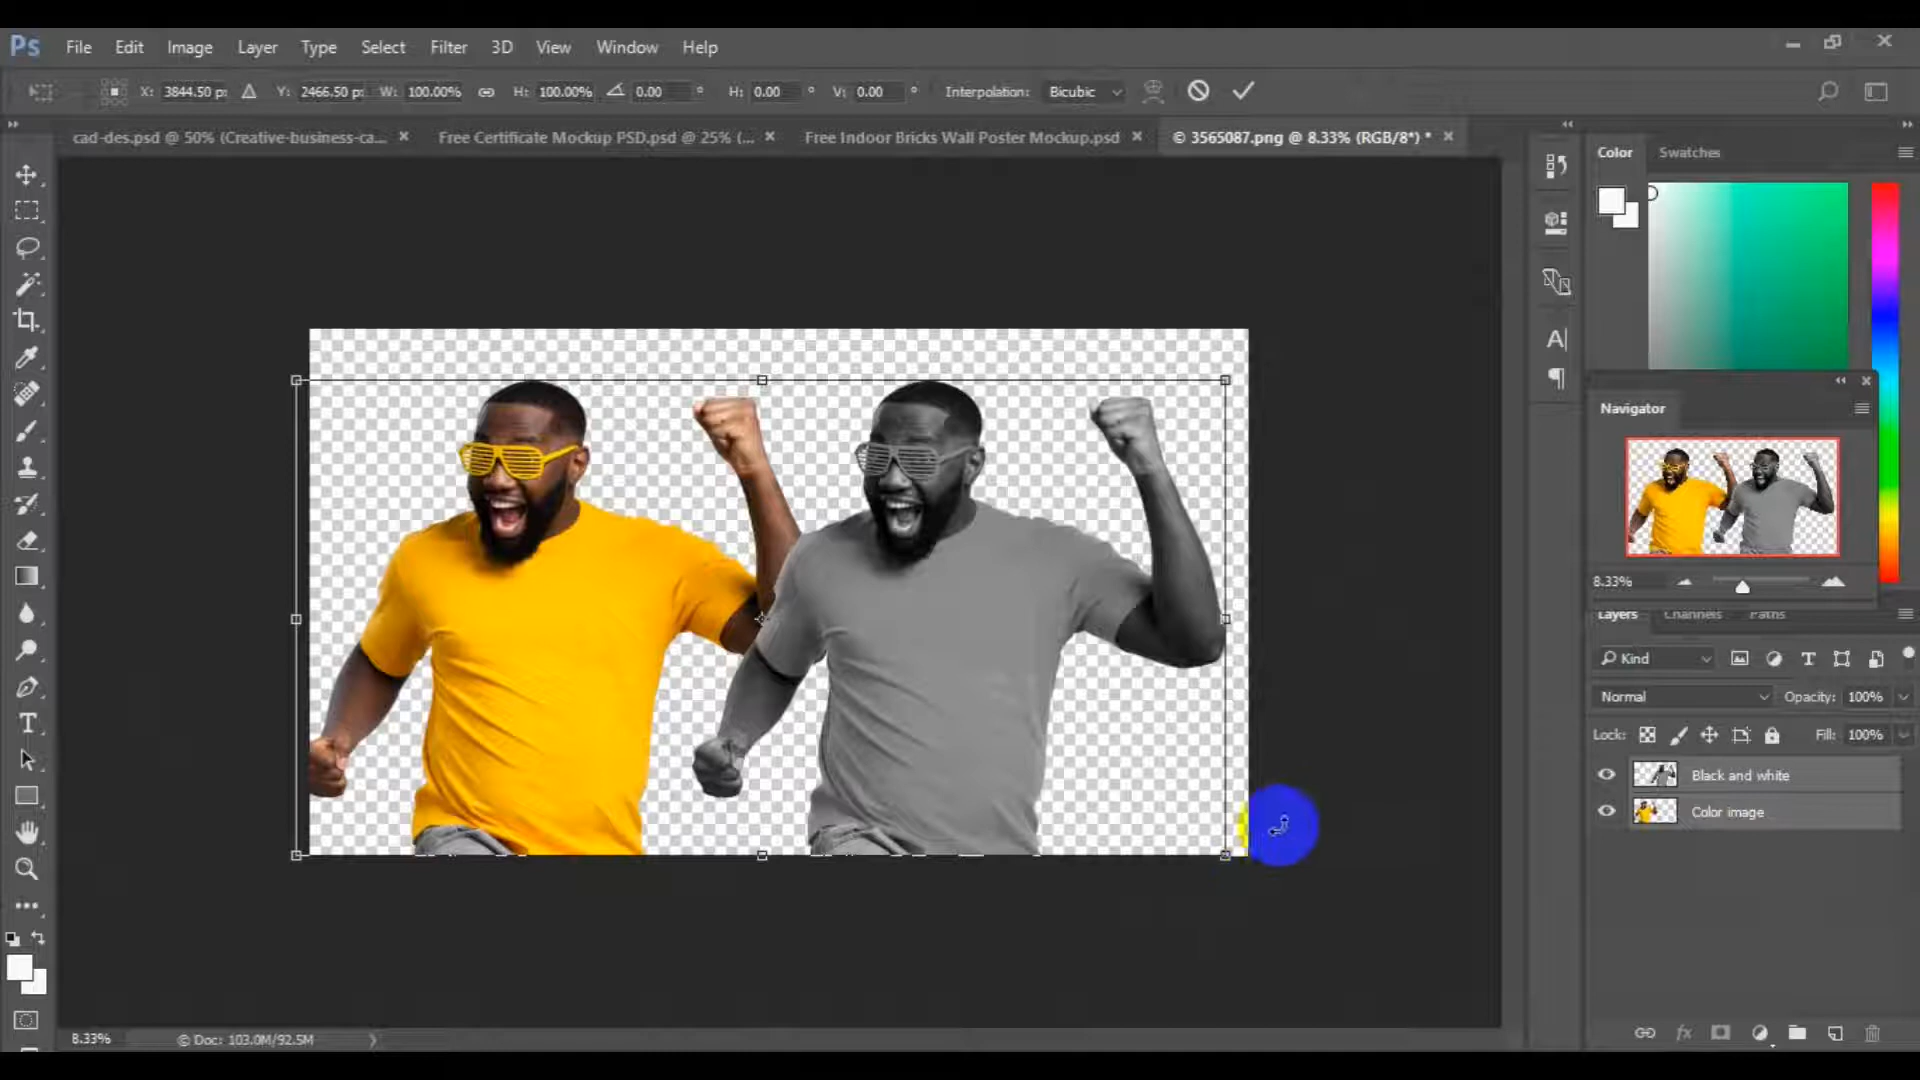 Ps File Edit Image Layer Type Select Filter 3D View Window Help
X: 3844.50 p: Y: 2466.50 p: W: 100.00% H: 100.00% 0.00 ° H: 0.00 ° V: 0.00 ° Interpolation: Bicubic
cad-des.psd @ 50% (Creative-business-ca... Free Certificate Mockup PSD.psd @ 25% (... Free Indoor Bricks Wall Poster Mockup.psd © 3565087.png @ 8.33% (RGB/8*) *
Color Swatches
Navigator
8.33%
Layers Channels Paths
Kind
Normal Opacity: 100%
Lock: Fill: 100%
Black and white
Color image
fx
8.33% © Doc: 103.0M/92.5M